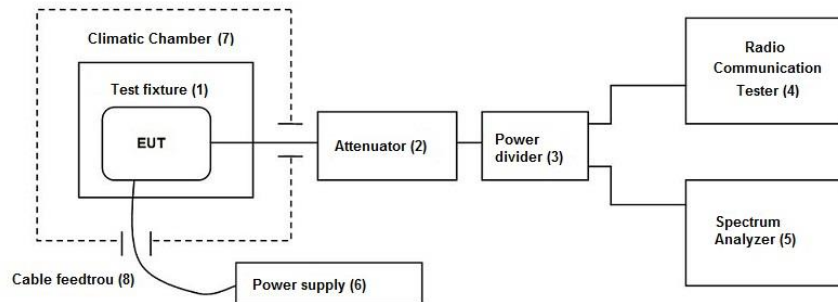 Climatic Chamber (7)
Test fixture (1)
EUT
Attenuator (2)
Power
divider (3)
Radio
Communication
Tester (4)
Spectrum
Analyzer (5)
Cable feedtrou (8)
Power supply (6)